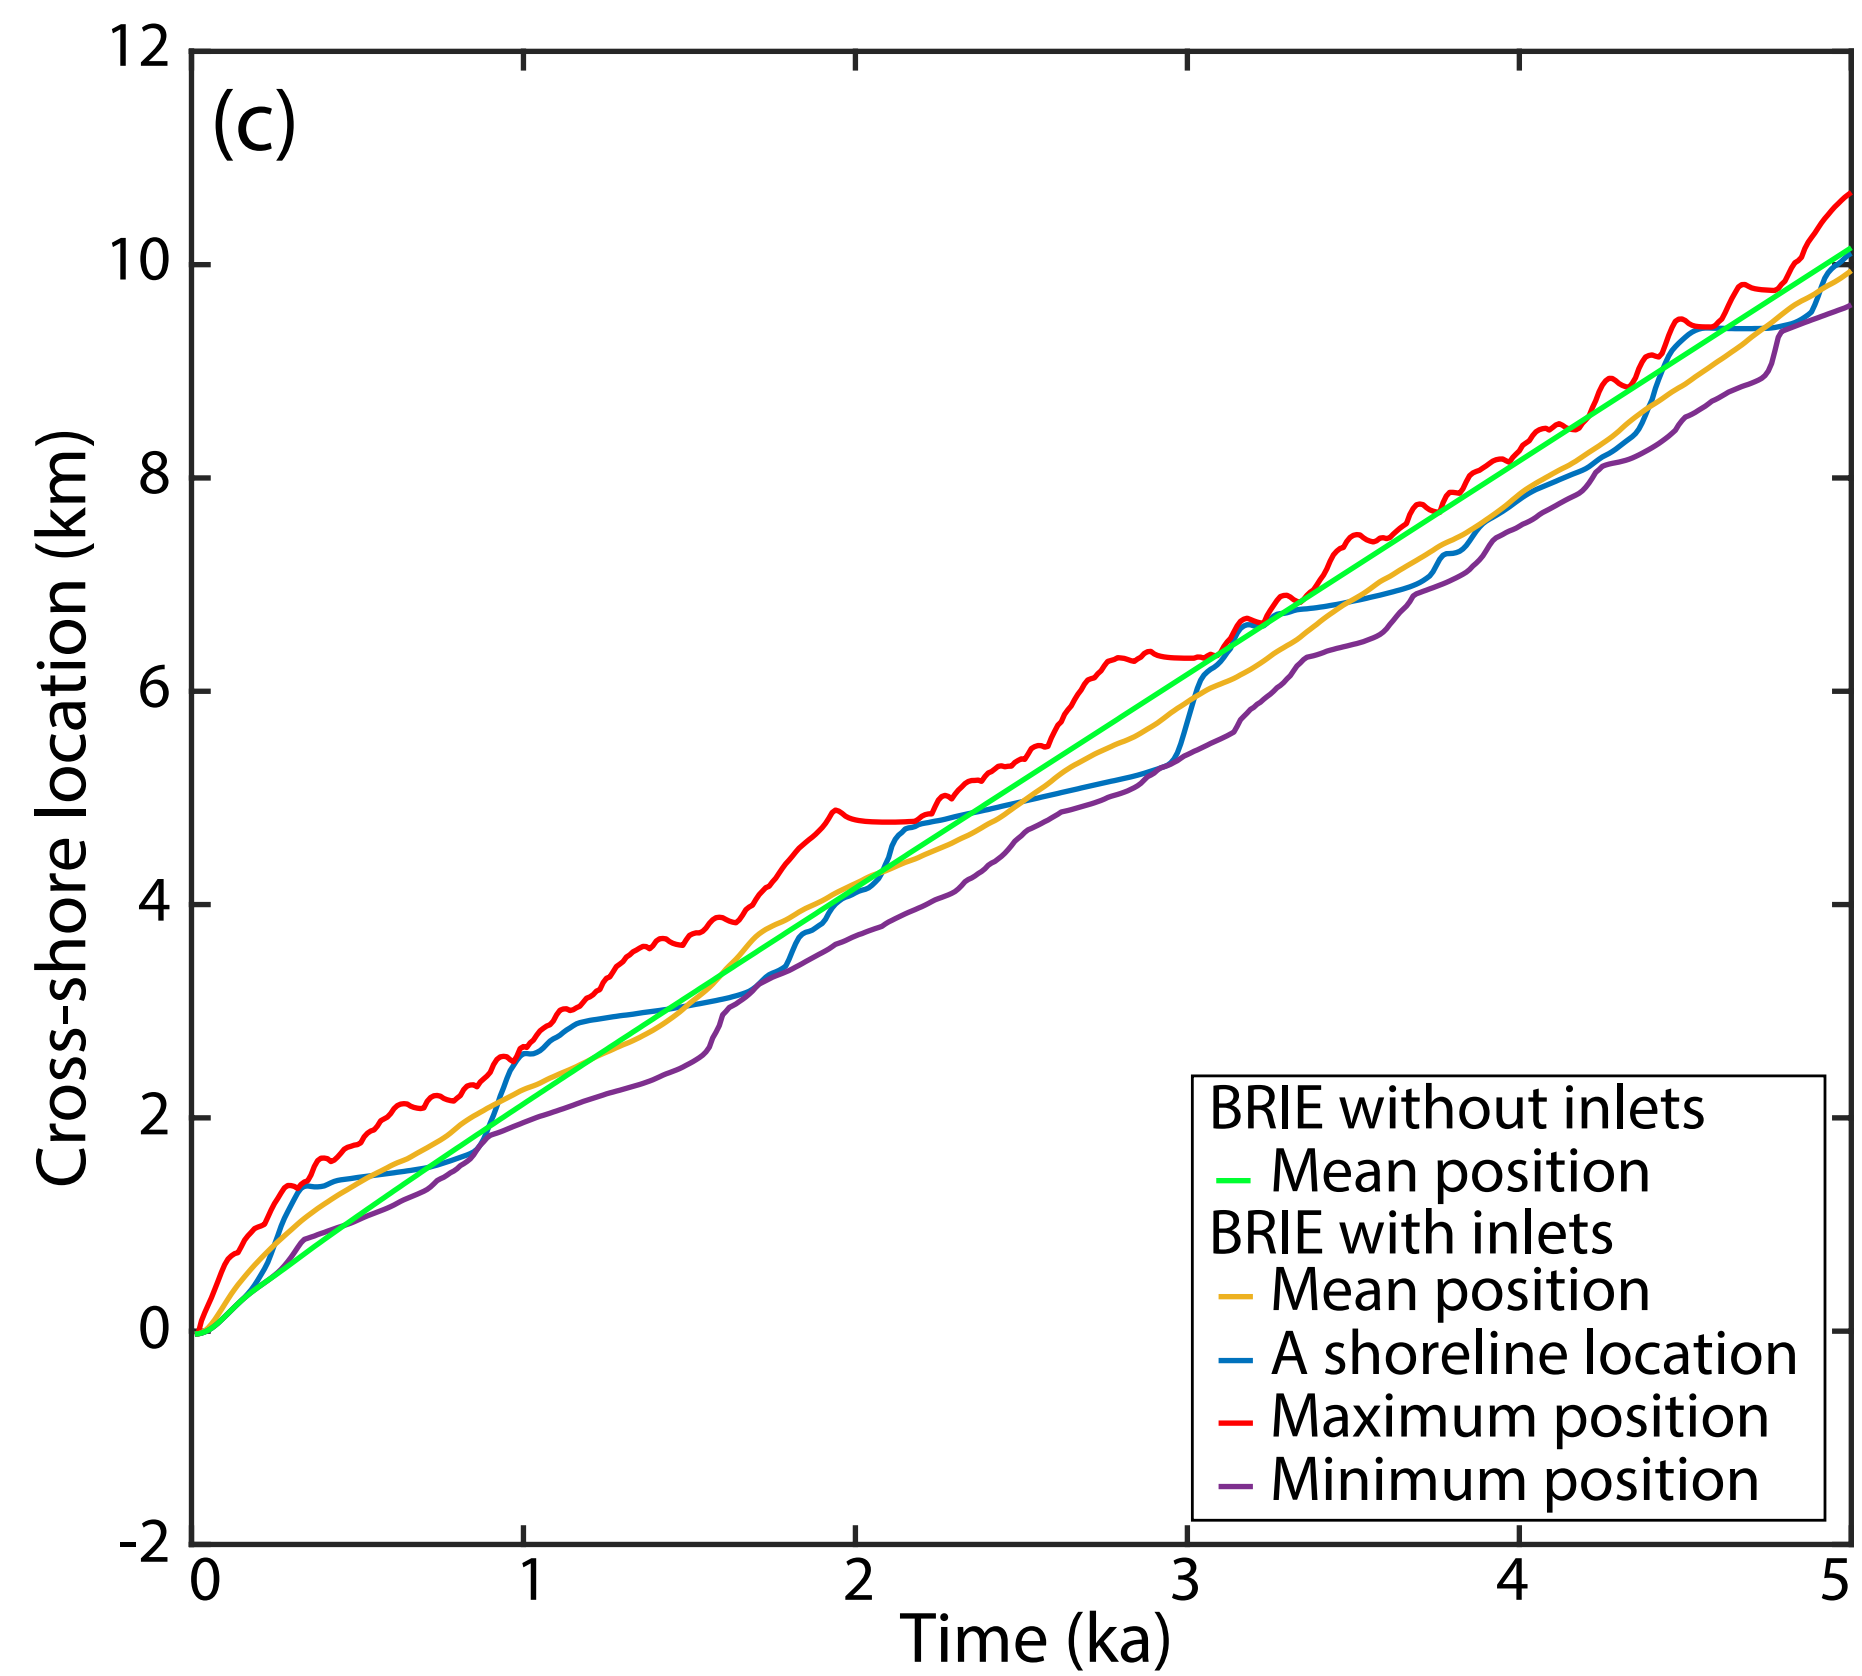 (c)
12
10
8
6
4
2
0
-2
Cross-shore location (km)
0 1 2 3 4 5
Time (ka)
BRIE without inlets
Mean position
BRIE with inlets
Mean position
A shoreline location
Maximum position
Minimum position